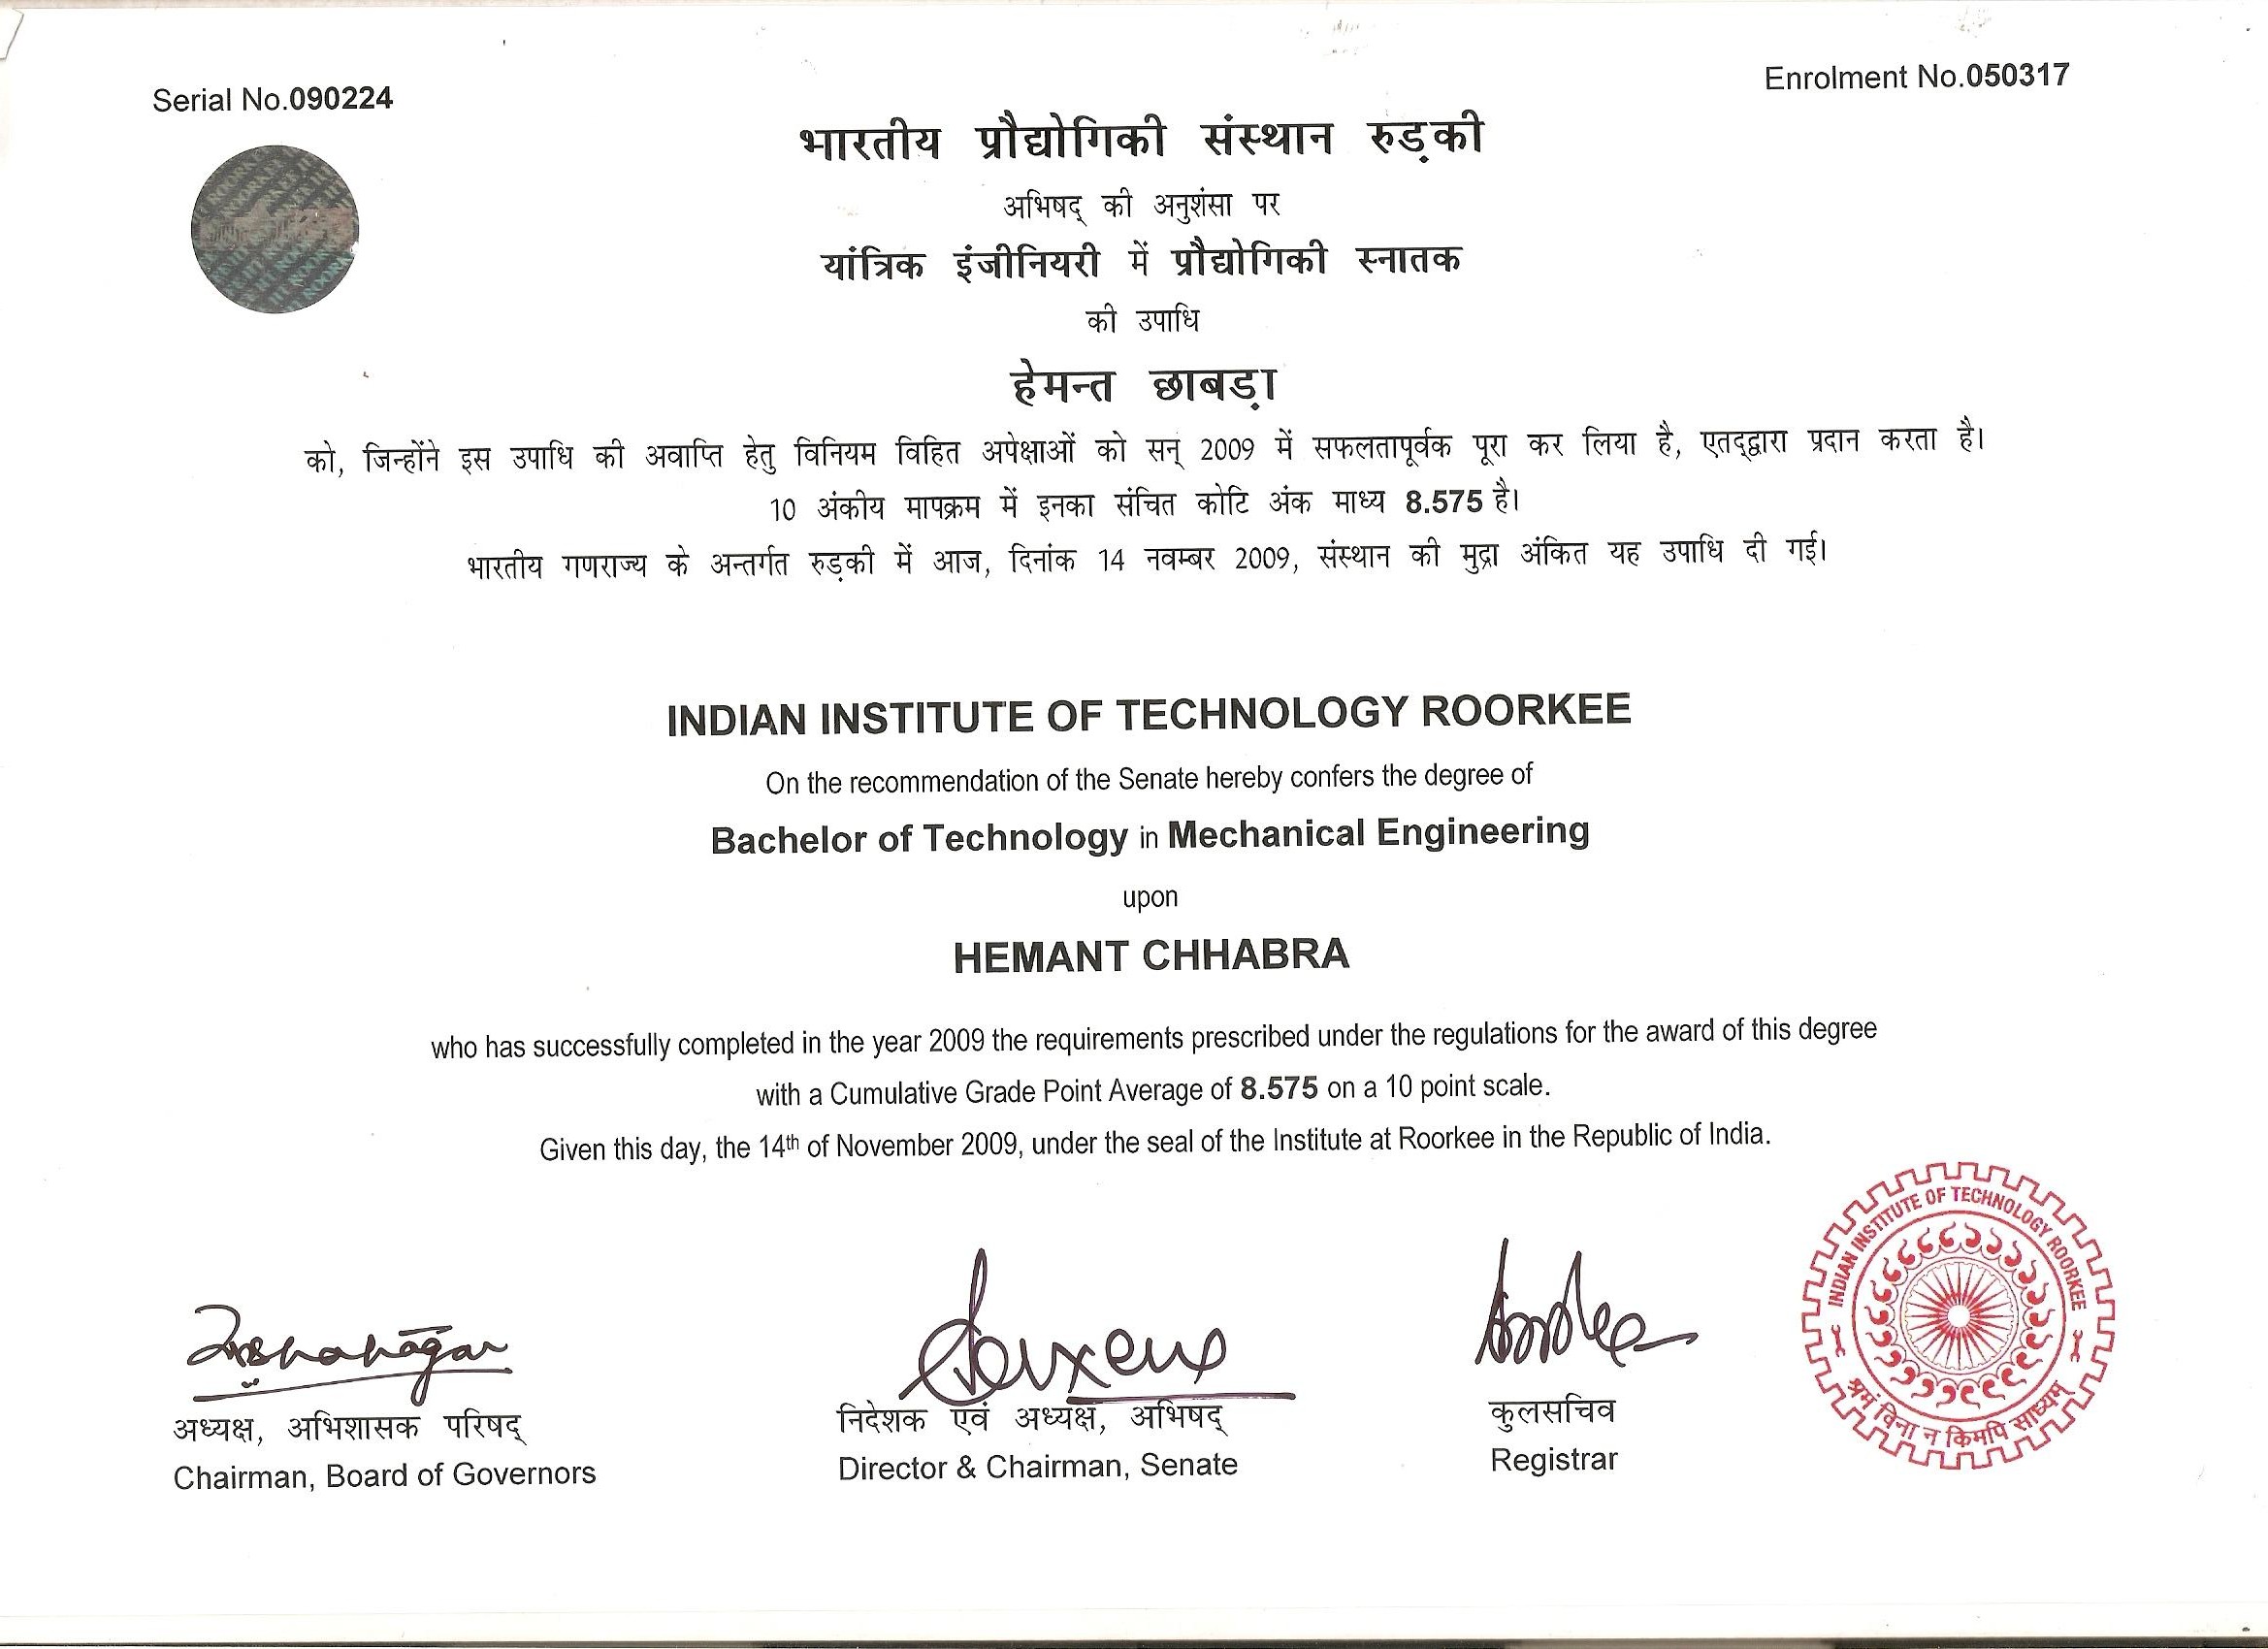 Serial No.090224
Enrolment No.050317
भारतीय प्रौद्योगिकी संस्थान रुड़की
अभिषद् की अनुशंसा पर
यांत्रिक इंजीनियरी में प्रौद्योगिकी स्नातक
की उपाधि
हेमन्त छाबड़ा
को, जिन्होंने इस उपाधि की अवाप्ति हेतु विनियम विहित अपेक्षाओं को सन् 2009 में सफलतापूर्वक पूरा कर लिया है, एतद्द्वारा प्रदान करता है।
10 अंकीय मापक्रम में इनका संचित कोटि अंक माध्य 8.575 है।
भारतीय गणराज्य के अन्तर्गत रुड़की में आज, दिनांक 14 नवम्बर 2009, संस्थान की मुद्रा अंकित यह उपाधि दी गई।
INDIAN INSTITUTE OF TECHNOLOGY ROORKEE
On the recommendation of the Senate hereby confers the degree of
Bachelor of Technology in Mechanical Engineering
upon
HEMANT CHHABRA
who has successfully completed in the year 2009 the requirements prescribed under the regulations for the award of this degree
with a Cumulative Grade Point Average of 8.575 on a 10 point scale.
Given this day, the 14th of November 2009, under the seal of the Institute at Roorkee in the Republic of India.
अध्यक्ष, अभिशासक परिषद्
Chairman, Board of Governors
निदेशक एवं अध्यक्ष, अभिषद्
Director & Chairman, Senate
कुलसचिव
Registrar
INDIAN INSTITUTE OF TECHNOLOGY ROORKEE
श्रमं विना न किमपि साध्यम्